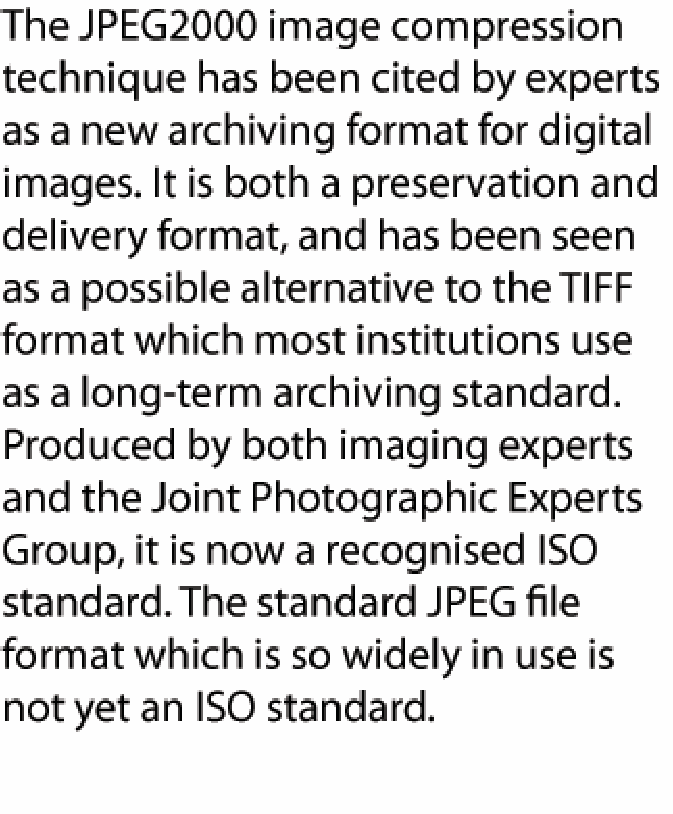 The JPEG2000 image compression
technique has been cited by experts
as a new archiving format for digital
images. It is both a preservation and
delivery format, and has been seen
as a possible alternative to the TIFF
format which most institutions use
as a long-term archiving standard.
Produced by both imaging experts
and the Joint Photographic Experts
Group, it is now a recognised ISO
standard. The standard JPEG file
format which is so widely in use is
not yet an ISO standard.